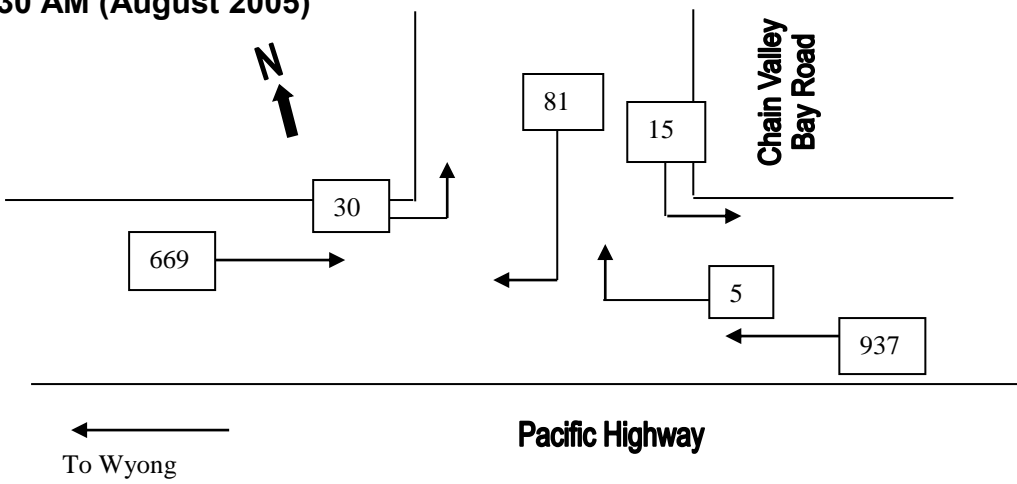 30 AM (August 2005)
N
Chain Valley
Bay Road
81
15
30
669
5
937
Pacific Highway
To Wyong